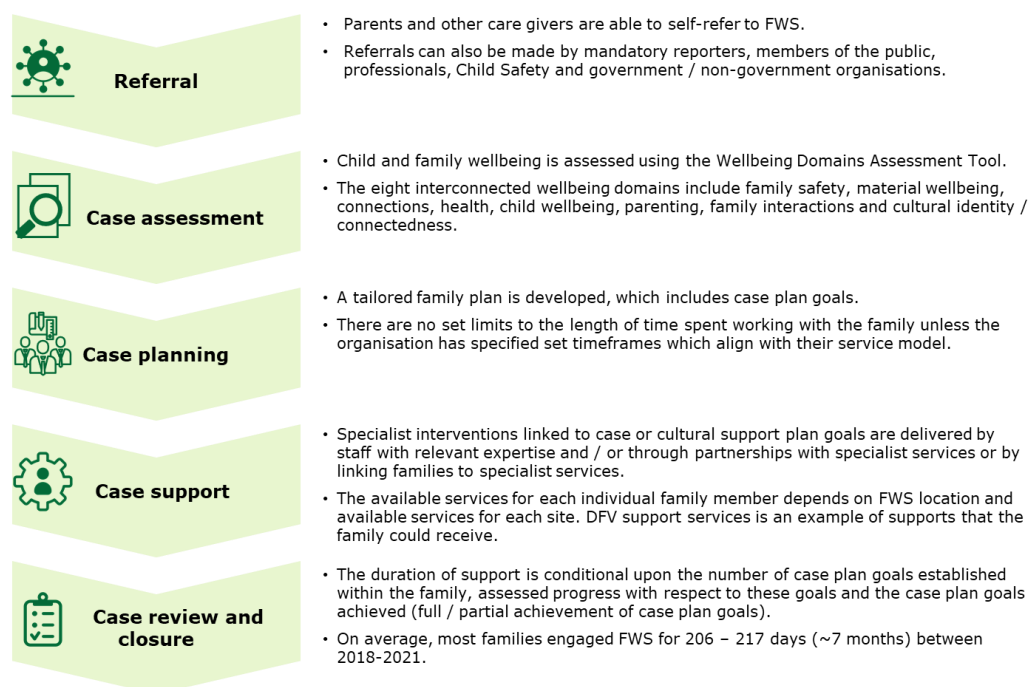 Referral
• Parents and other care givers are able to self-refer to FWS.
• Referrals can also be made by mandatory reporters, members of the public,
professionals, Child Safety and government / non-government organisations.
Case assessment
• Child and family wellbeing is assessed using the Wellbeing Domains Assessment Tool.
• The eight interconnected wellbeing domains include family safety, material wellbeing,
connections, health, child wellbeing, parenting, family interactions and cultural identity /
connectedness.
Case planning
• A tailored family plan is developed, which includes case plan goals.
• There are no set limits to the length of time spent working with the family unless the
organisation has specified set timeframes which align with their service model.
Case support
• Specialist interventions linked to case or cultural support plan goals are delivered by
staff with relevant expertise and / or through partnerships with specialist services or by
linking families to specialist services.
• The available services for each individual family member depends on FWS location and
available services for each site. DFV support services is an example of supports that the
family could receive.
Case review and
closure
• The duration of support is conditional upon the number of case plan goals established
within the family, assessed progress with respect to these goals and the case plan goals
achieved (full / partial achievement of case plan goals).
• On average, most families engaged FWS for 206 – 217 days (~7 months) between
2018-2021.